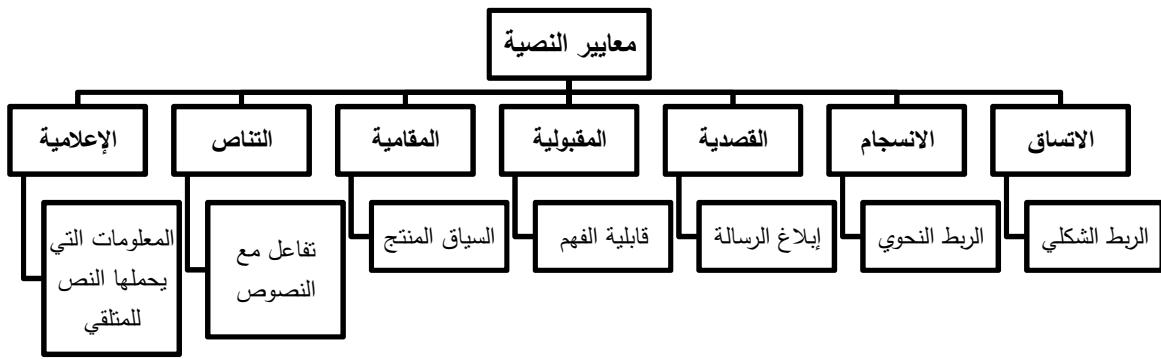 معايير النصية
الاتساق
الانسجام
القصدية
المقبولية
المقامية
التناص
الإعلامية
الربط الشكلي
الربط النحوي
إبلاغ الرسالة
قابلية الفهم
السياق المنتج
تفاعل مع
النصوص
المعلومات التي
يحملها النص
للمتلقي